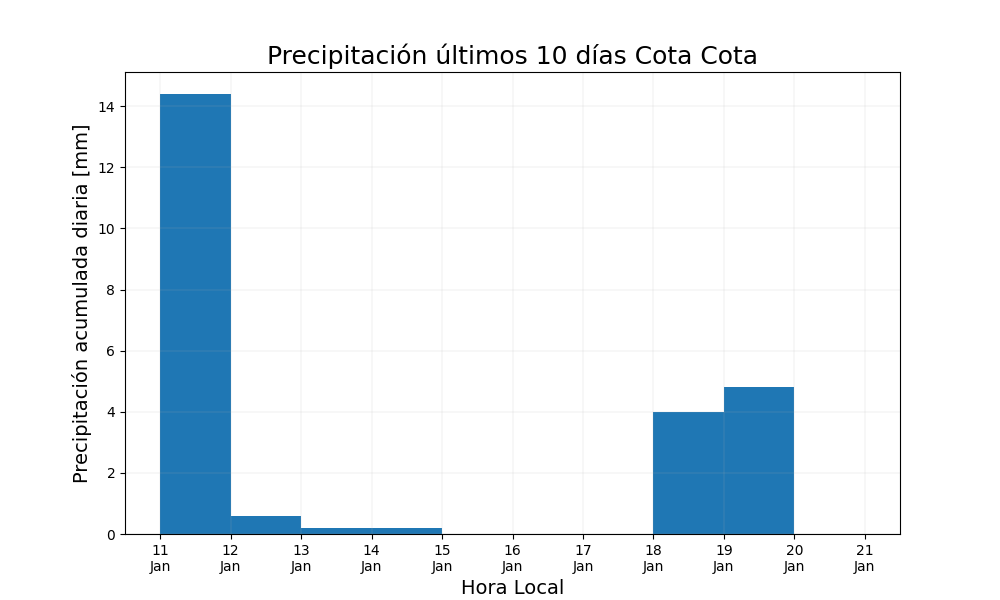 Precipitación últimos 10 días Cota Cota
Precipitación acumulada diaria [mm]
14
12
10
8
6
4
2
0
11 12 13 14 15 16 17 18 19 20 21
Jan Jan Jan Jan Jan Jan Jan Jan Jan Jan Jan
Hora Local